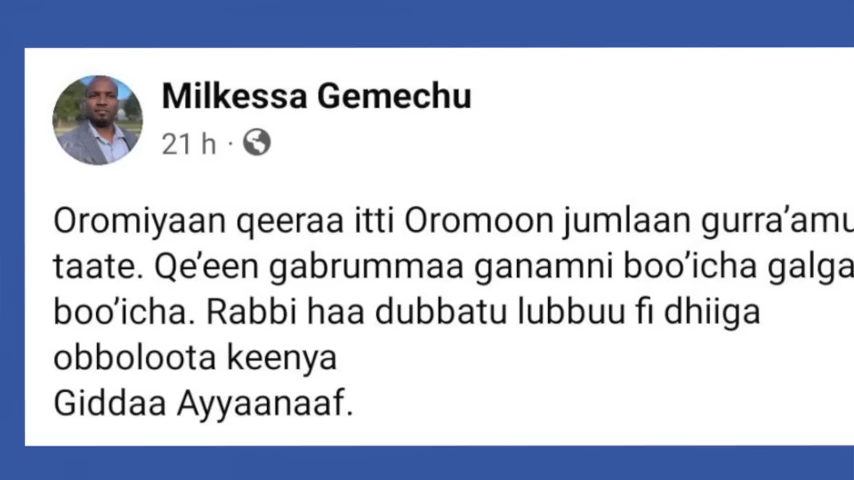 Milkessa Gemechu
21 h ·
Oromiyaan qeeraa itti Oromoon jumlaan gurra’amu
taate. Qe’een gabrummaa ganamni boo’icha galga
boo’icha. Rabbi haa dubbatu lubbuu fi dhiiga
obboloota keenya
Giddaa Ayyaanaaf.